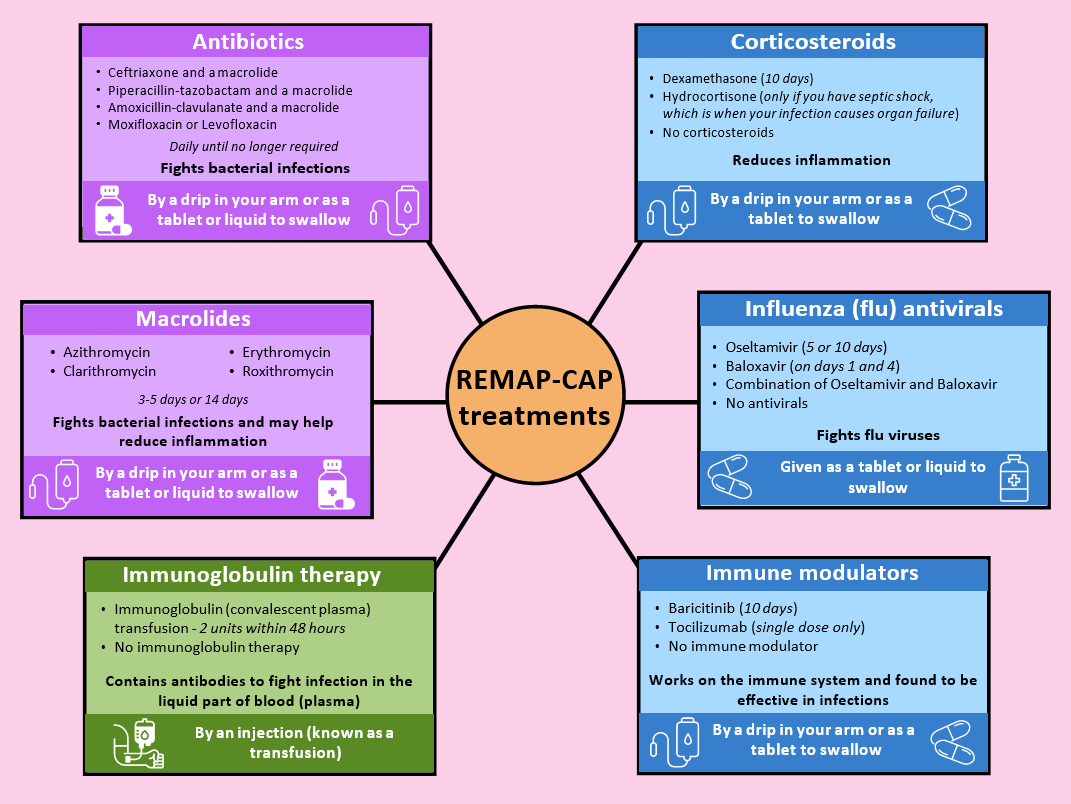 Antibiotics
• Ceftriaxone and a macrolide
• Piperacillin-tazobactam and a macrolide
• Amoxicillin-clavulanate and a macrolide
• Moxifloxacin or Levofloxacin
Daily until no longer required
Fights bacterial infections
By a drip in your arm or as a
tablet or liquid to swallow
Corticosteroids
• Dexamethasone (10 days)
• Hydrocortisone (only if you have septic shock,
which is when your infection causes organ failure)
• No corticosteroids
Reduces inflammation
By a drip in your arm or as a
tablet to swallow
Macrolides
• Azithromycin
• Clarithromycin
• Erythromycin
• Roxithromycin
3-5 days or 14 days
Fights bacterial infections and may help
reduce inflammation
By a drip in your arm or as a
tablet or liquid to swallow
REMAP-CAP
treatments
Influenza (flu) antivirals
• Oseltamivir (5 or 10 days)
• Baloxavir (on days 1 and 4)
• Combination of Oseltamivir and Baloxavir
• No antivirals
Fights flu viruses
Given as a tablet or liquid to
swallow
Immunoglobulin therapy
• Immunoglobulin (convalescent plasma)
transfusion - 2 units within 48 hours
• No immunoglobulin therapy
Contains antibodies to fight infection in the
liquid part of blood (plasma)
By an injection (known as a
transfusion)
Immune modulators
• Baricitinib (10 days)
• Tocilizumab (single dose only)
• No immune modulator
Works on the immune system and found to be
effective in infections
By a drip in your arm or as a
tablet to swallow